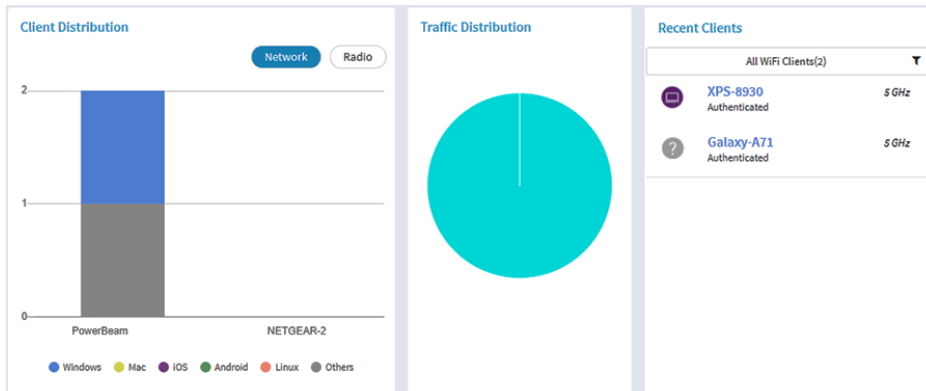 Client Distribution
Network
Radio
2
1
0
PowerBeam
NETGEAR-2
Windows
Mac
iOS
Android
Linux
Others
Traffic Distribution
Recent Clients
All WiFi Clients(2)
XPS-8930
5 GHz
Authenticated
?
Galaxy-A71
5 GHz
Authenticated